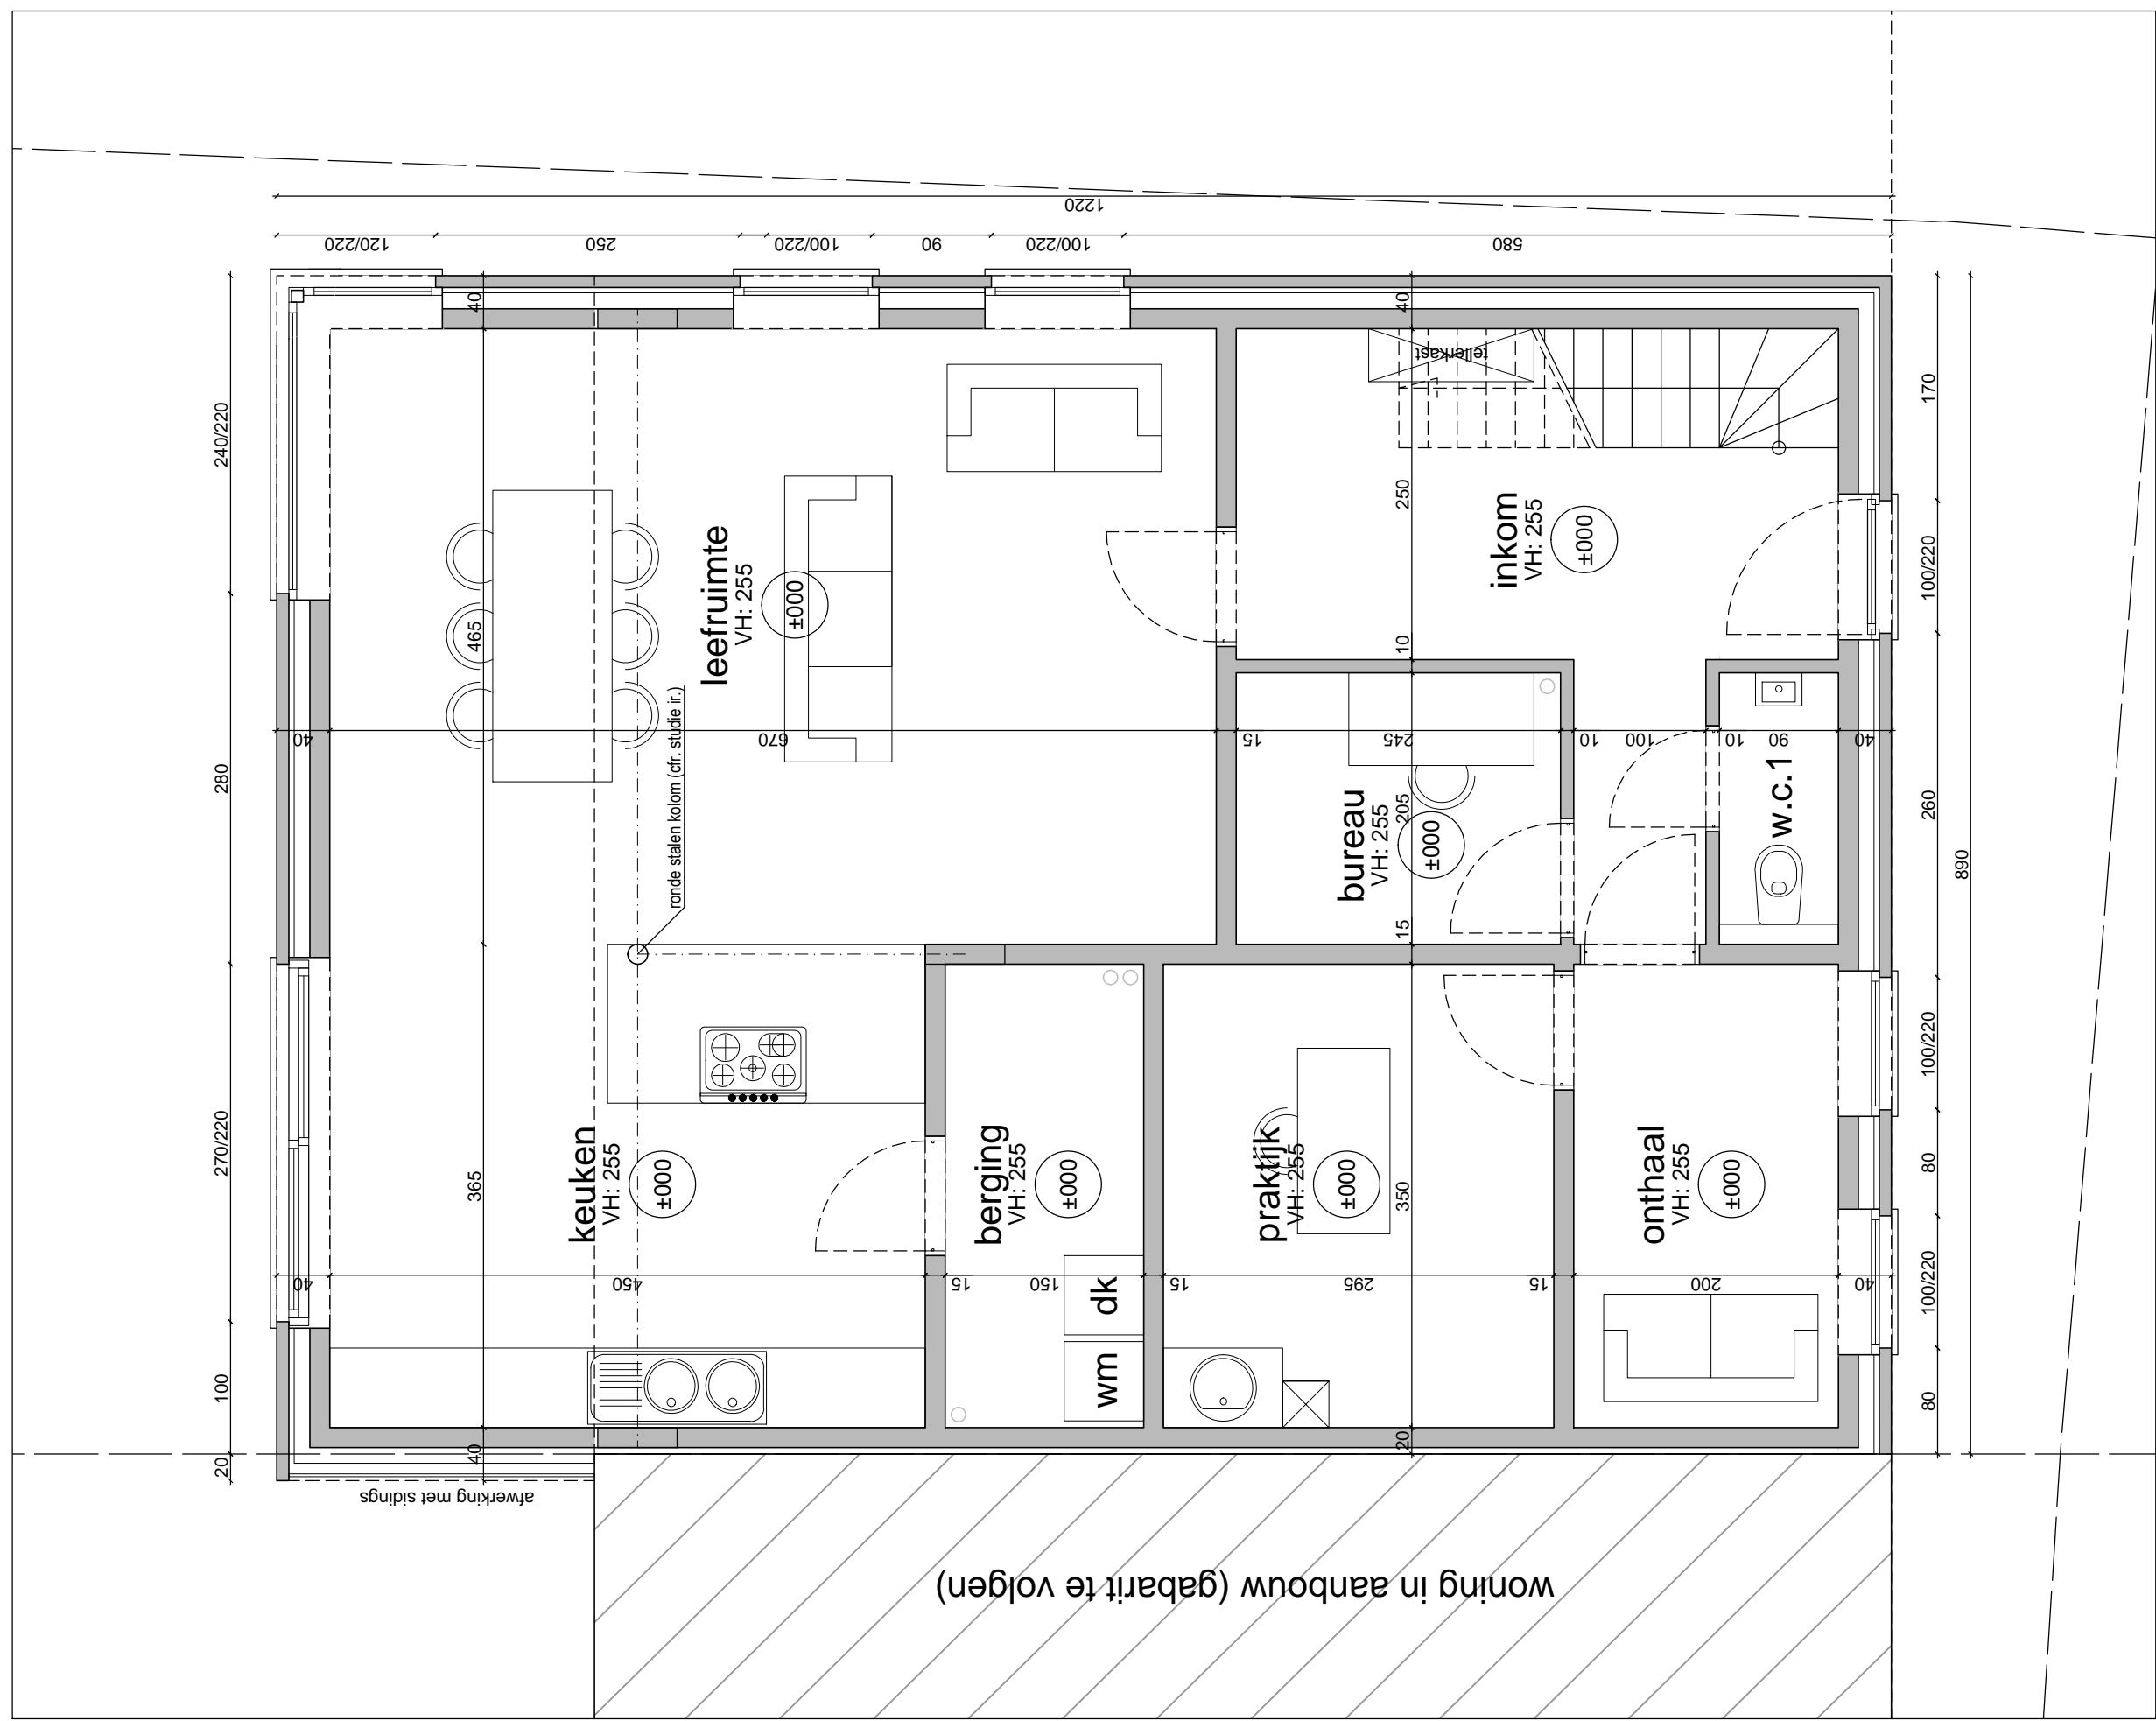 1220
120/220
250
100/220
90
100/220
580
240/220
280
270/220
100
20
170
100/220
260
100/220
80
100/220
80
890
40
465
365
40
40
250
10
205
15
350
20
40
670
15
245
10
100
10
90
40
40
450
15
150
15
295
15
200
40
leefruimte
VH: 255
±000
ronde stalen kolom (cfr. studie ir.)
tellerkast
inkom
VH: 255
±000
bureau
VH: 255
±000
w.c.1
keuken
VH: 255
±000
berging
VH: 255
±000
dk
wm
praktijk
VH: 255
±000
onthaal
VH: 255
±000
afwerking met sidings
woning in aanbouw (gabarit te volgen)